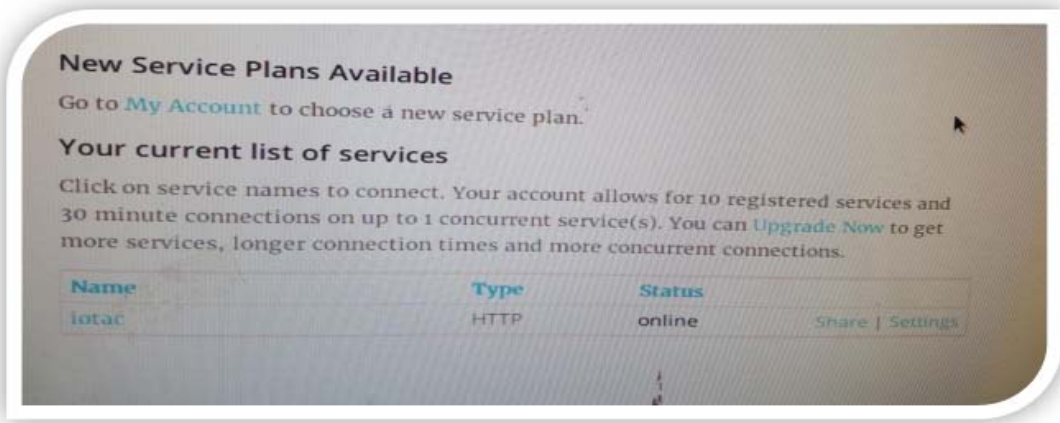 New Service Plans Available
Go to My Account to choose a new service plan.
Your current list of services
Click on service names to connect. Your account allows for 10 registered services and
30 minute connections on up to 1 concurrent service(s). You can Upgrade Now to get
more services, longer connection times and more concurrent connections.
Name Type Status
iotac HTTP online Share | Settings